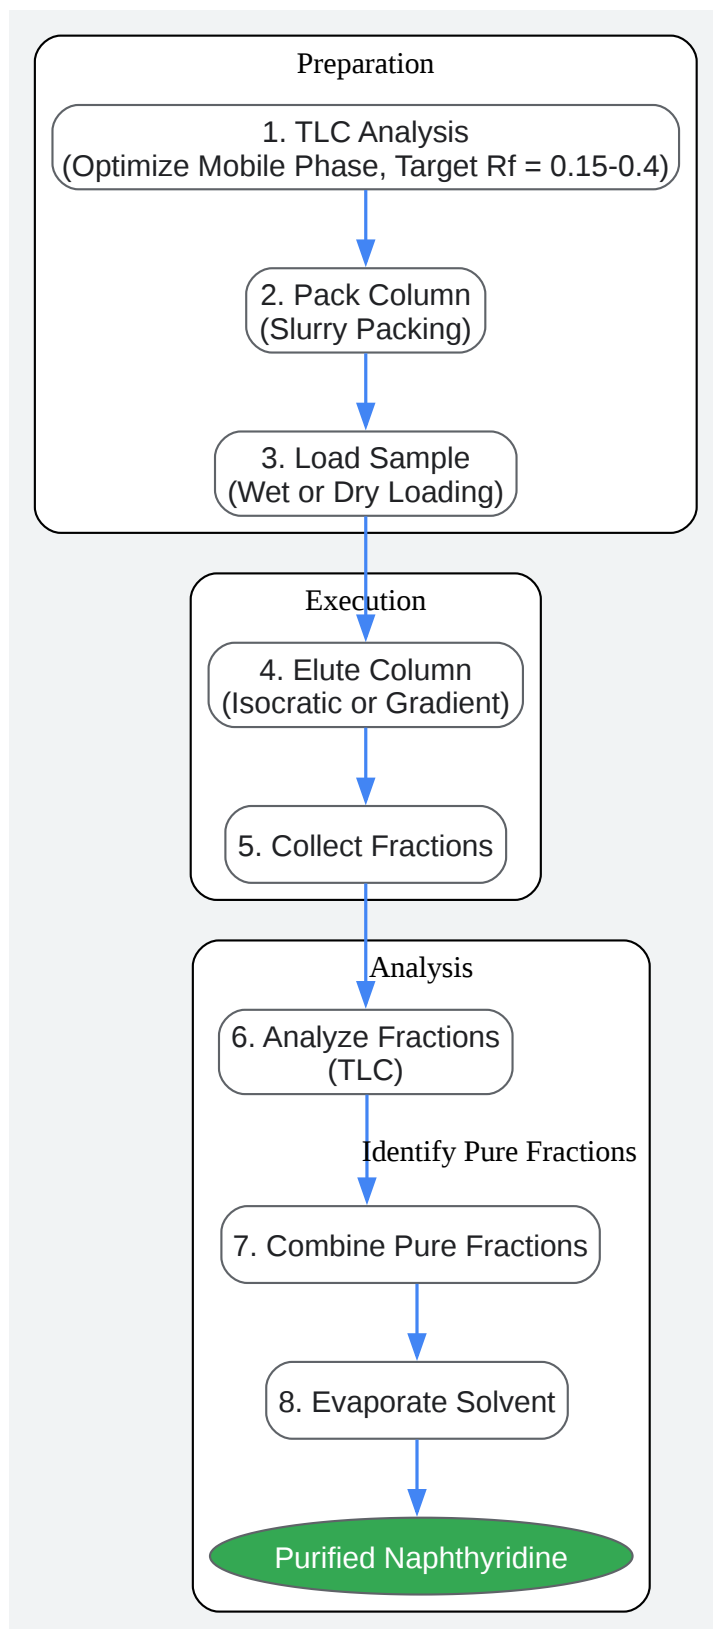 Preparation
1. TLC Analysis
(Optimize Mobile Phase, Target Rf = 0.15-0.4)
2. Pack Column
(Slurry Packing)
3. Load Sample
(Wet or Dry Loading)
Execution
4. Elute Column
(Isocratic or Gradient)
5. Collect Fractions
Analysis
6. Analyze Fractions
(TLC)
Identify Pure Fractions
7. Combine Pure Fractions
8. Evaporate Solvent
Purified Naphthyridine